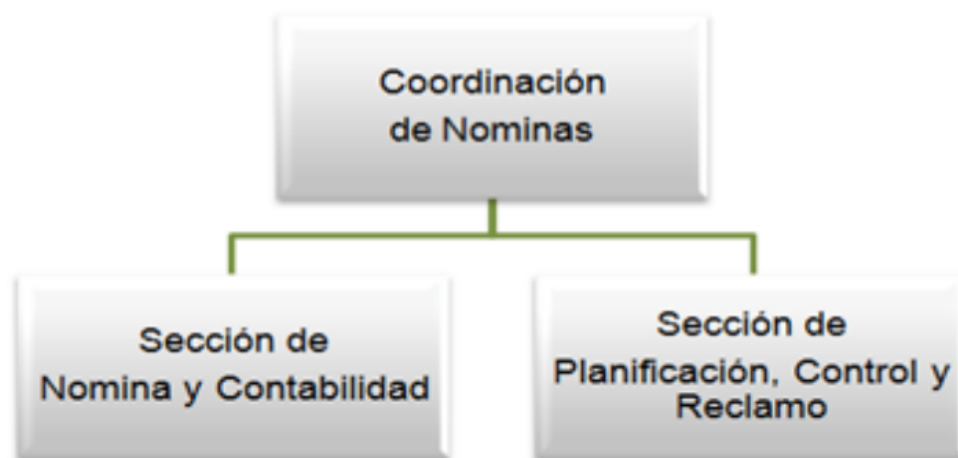 Coordinación
de Nominas
Sección de
Nomina y Contabilidad
Sección de
Planificación, Control y
Reclamo